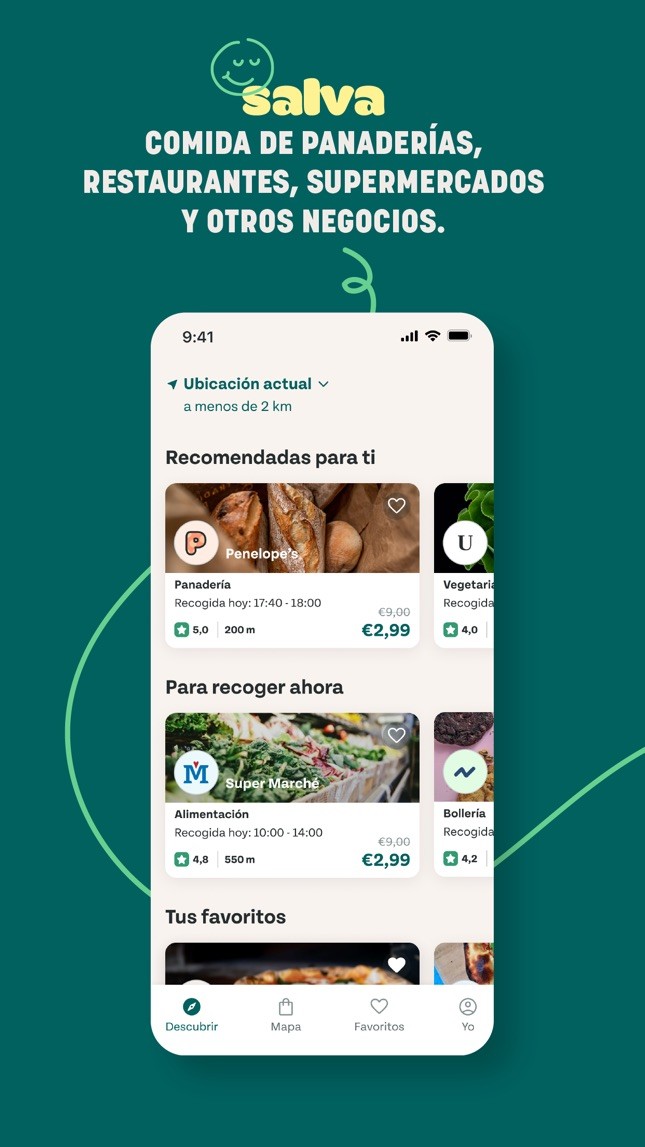 salva
COMIDA DE PANADERÍAS,
RESTAURANTES, SUPERMERCADOS
Y OTROS NEGOCIOS.
9:41
Ubicación actual
a menos de 2 km
Recomendadas para ti
P
Penelope's
U
Panadería
Recogida hoy: 17:40 - 18:00
€9,00
5,0 200 m
€2,99
Vegetaria
Recogida
4,0
Para recoger ahora
M
Super Marché
Alimentación
Recogida hoy: 10:00 - 14:00
€9,00
4,8 550 m
€2,99
Bollería
Recogida
4,2
Tus favoritos
Descubrir
Mapa
Favoritos
Yo